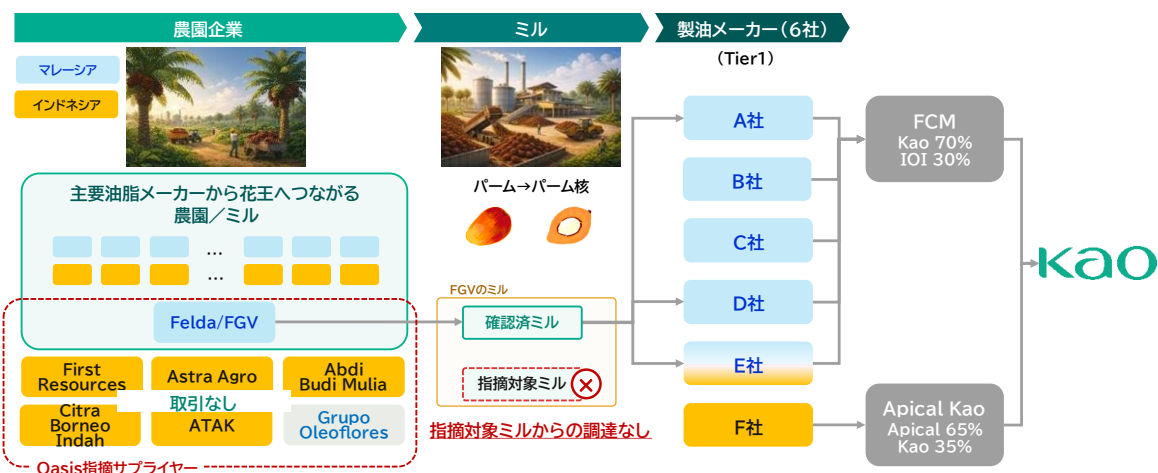 農園企業
ミル
製油メーカー（6社）
（Tier1）
マレーシア
インドネシア
パーム→パーム核
主要油脂メーカーから花王へつながる
農園／ミル
...
...
Felda/FGV
First
Resources
Astra Agro
Abdi
Budi Mulia
取引なし
Citra
Borneo
Indah
ATAK
Grupo
Oleoflores
Oasis指摘サプライヤー
FGVのミル
確認済ミル
指摘対象ミル
指摘対象ミルからの調達なし
A社
B社
C社
D社
E社
F社
FCM
Kao 70%
IOI 30%
Apical Kao
Apical 65%
Kao 35%
Kao